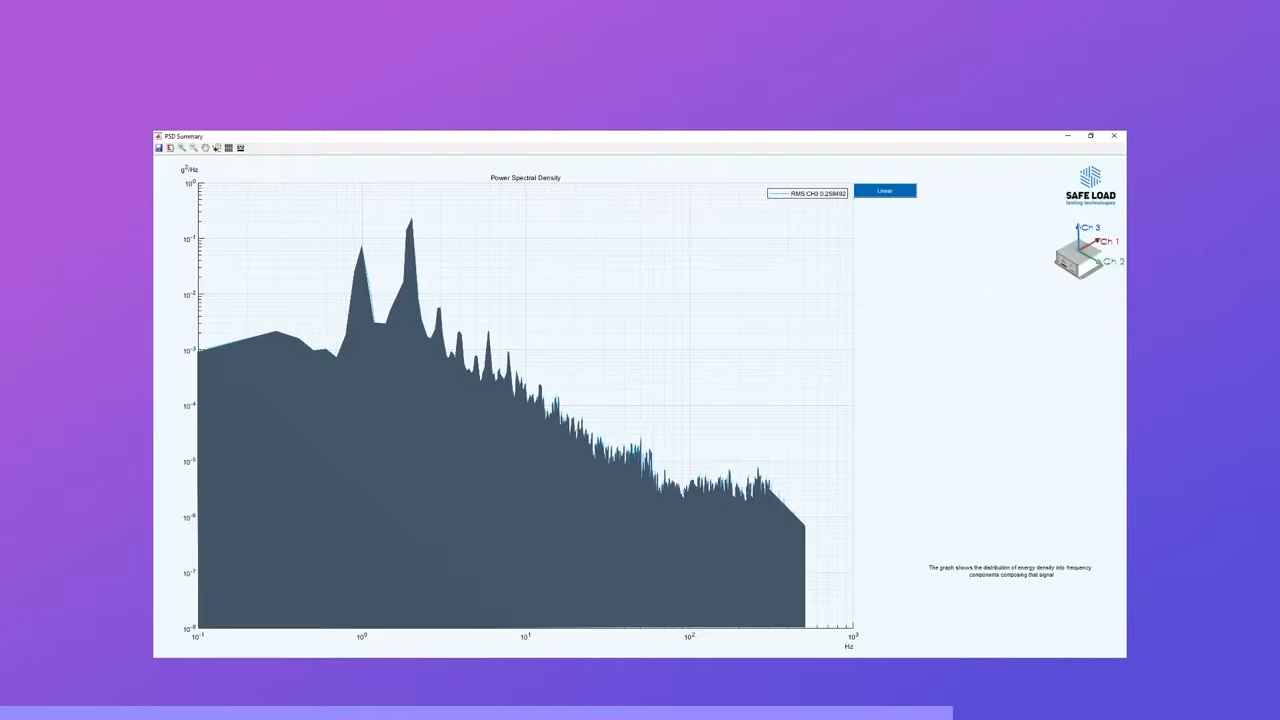 PSD Summary
g²/Hz
Power Spectral Density
10⁰
10⁻¹
10⁻²
10⁻³
10⁻⁴
10⁻⁵
10⁻⁶
10⁻⁷
10⁻⁸
RMS CH3 0.258492
Linear
SAFE LOAD
testing technologies
Ch 3
Ch 1
Ch 2
The graph shows the distribution of energy density into frequency
components composing that signal
10⁻¹ 10⁰ 10¹ 10² 10³
Hz